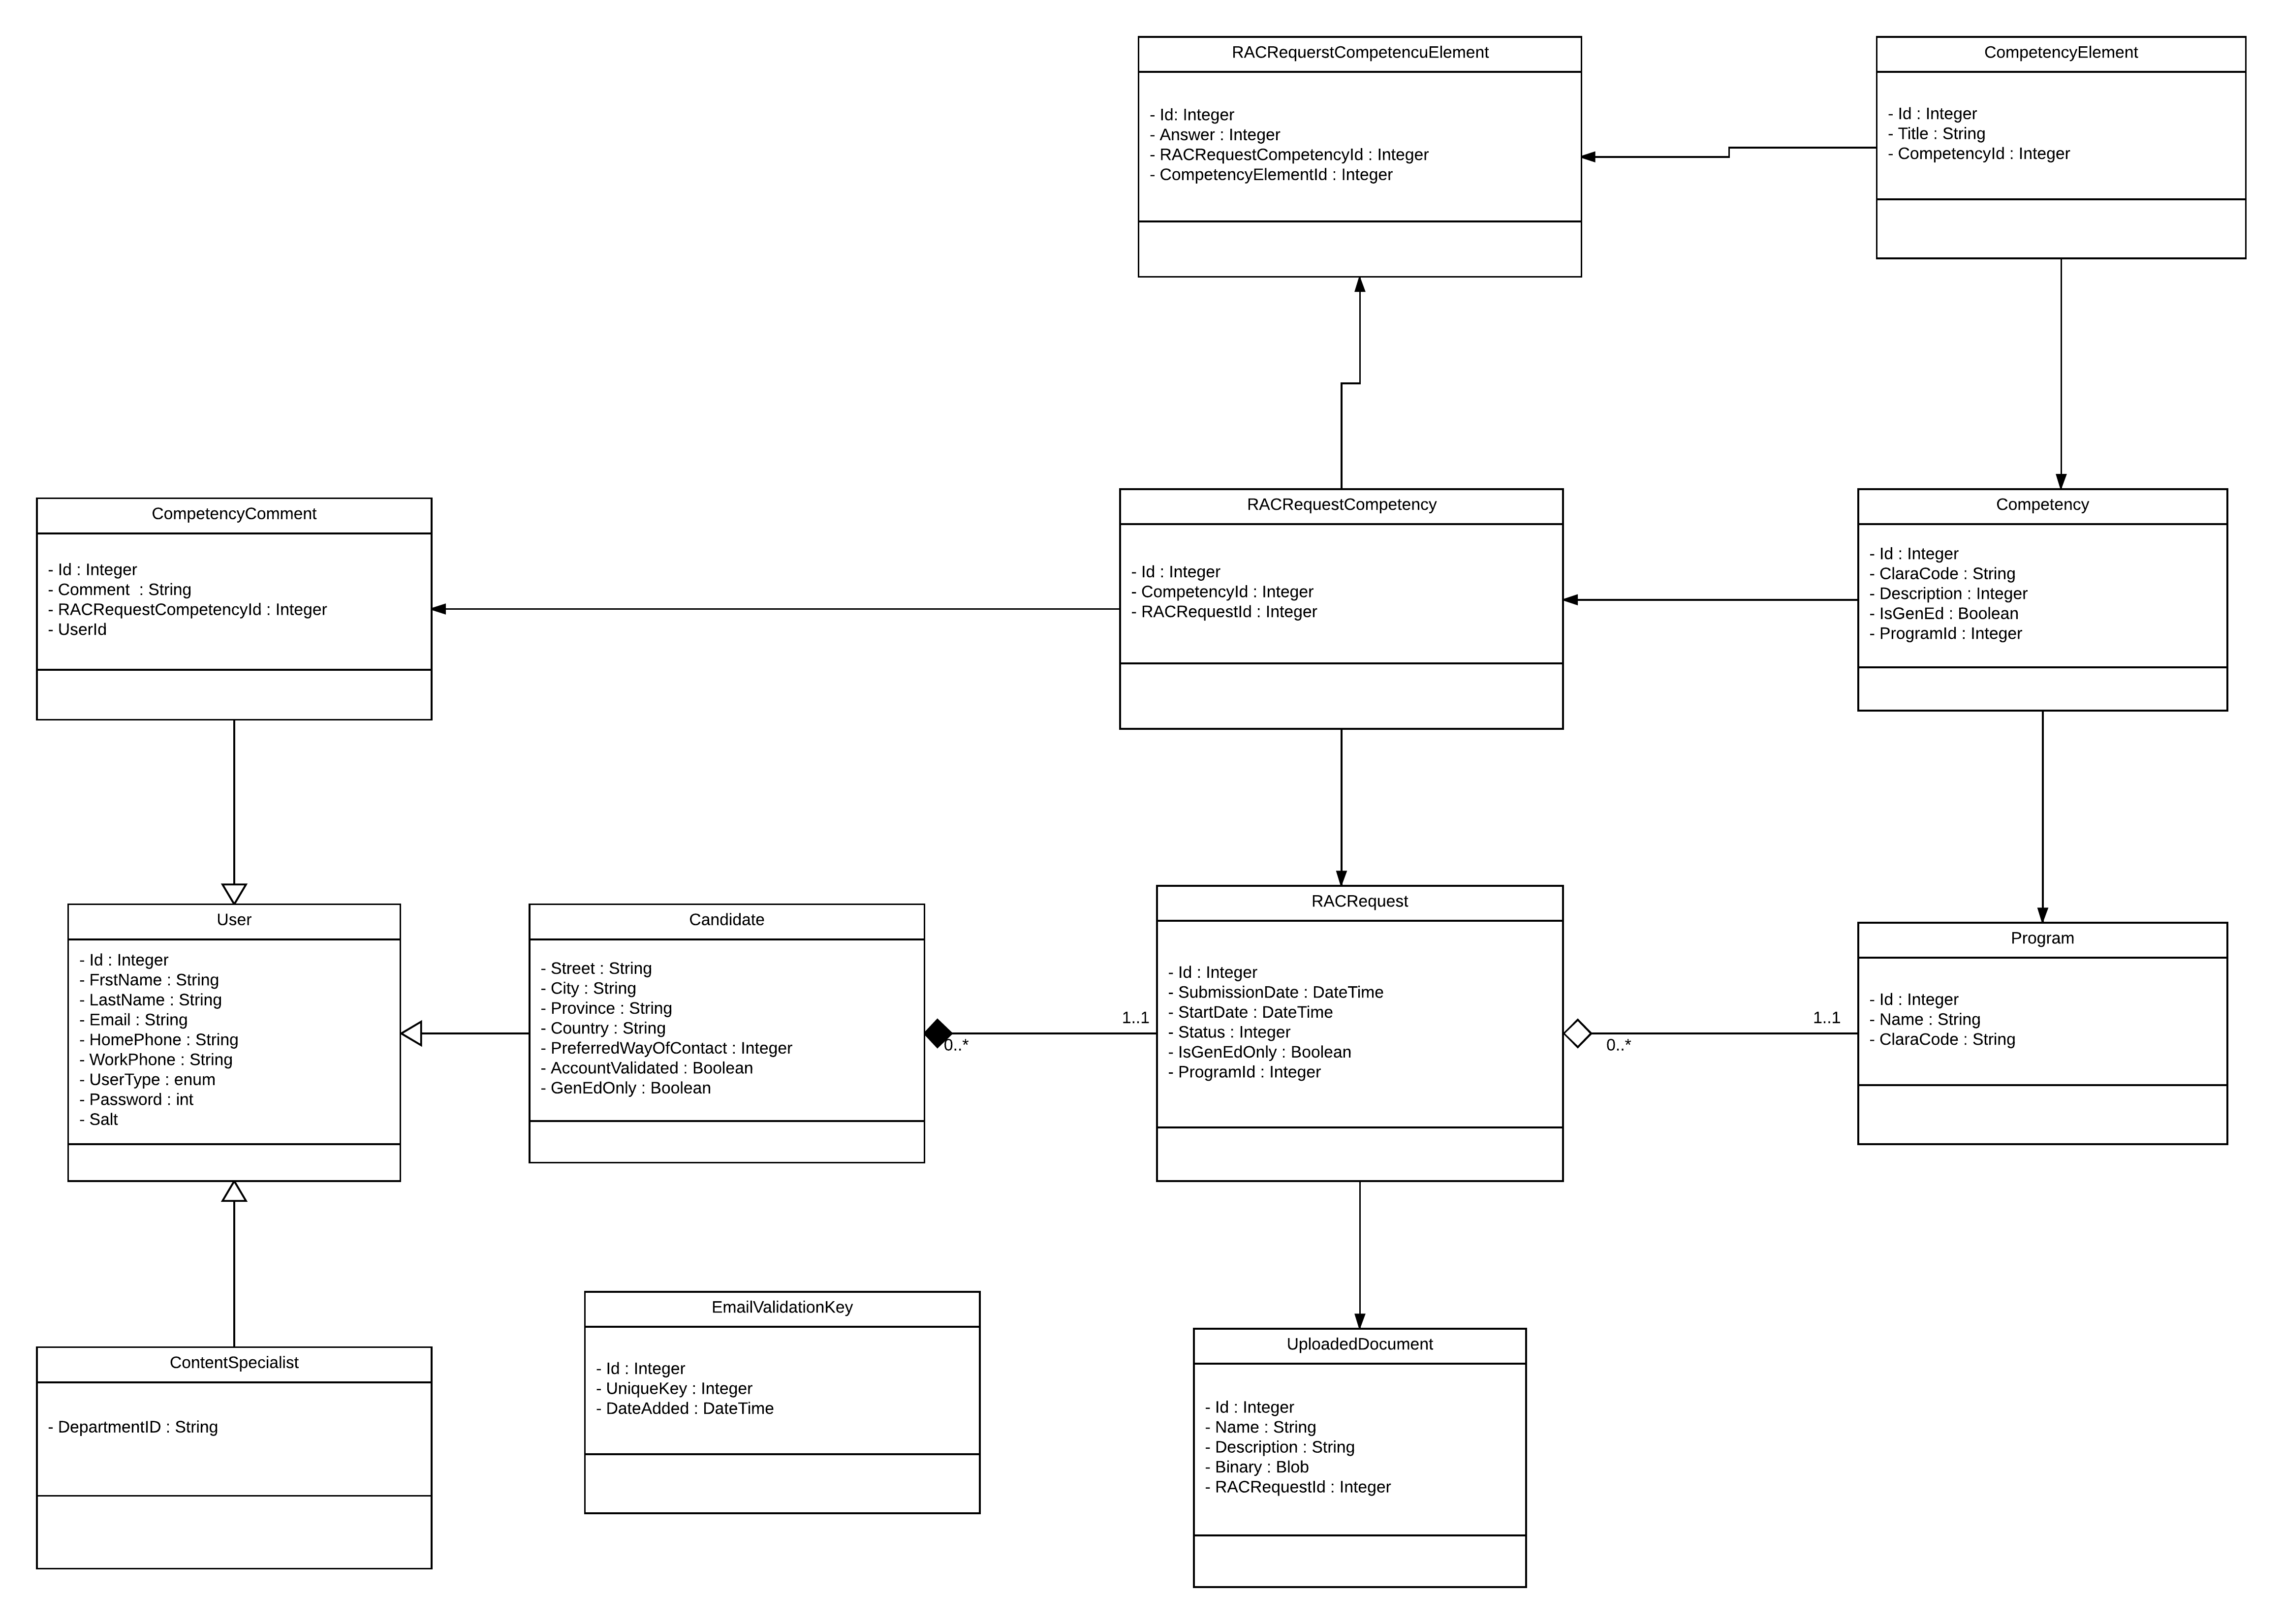 RACRequerstCompetencuElement
- Id: Integer
- Answer : Integer
- RACRequestCompetencyId : Integer
- CompetencyElementId : Integer
CompetencyElement
- Id : Integer
- Title : String
- CompetencyId : Integer
CompetencyComment
- Id : Integer
- Comment  : String
- RACRequestCompetencyId : Integer
- UserId
RACRequestCompetency
- Id : Integer
- CompetencyId : Integer
- RACRequestId : Integer
Competency
- Id : Integer
- ClaraCode : String
- Description : Integer
- IsGenEd : Boolean
- ProgramId : Integer
User
- Id : Integer
- FrstName : String
- LastName : String
- Email : String
- HomePhone : String
- WorkPhone : String
- UserType : enum
- Password : int
- Salt
Candidate
- Street : String
- City : String
- Province : String
- Country : String
- PreferredWayOfContact : Integer
- AccountValidated : Boolean
- GenEdOnly : Boolean
0..*
1..1
RACRequest
- Id : Integer
- SubmissionDate : DateTime
- StartDate : DateTime
- Status : Integer
- IsGenEdOnly : Boolean
- ProgramId : Integer
0..*
1..1
Program
- Id : Integer
- Name : String
- ClaraCode : String
ContentSpecialist
- DepartmentID : String
EmailValidationKey
- Id : Integer
- UniqueKey : Integer
- DateAdded : DateTime
UploadedDocument
- Id : Integer
- Name : String
- Description : String
- Binary : Blob
- RACRequestId : Integer